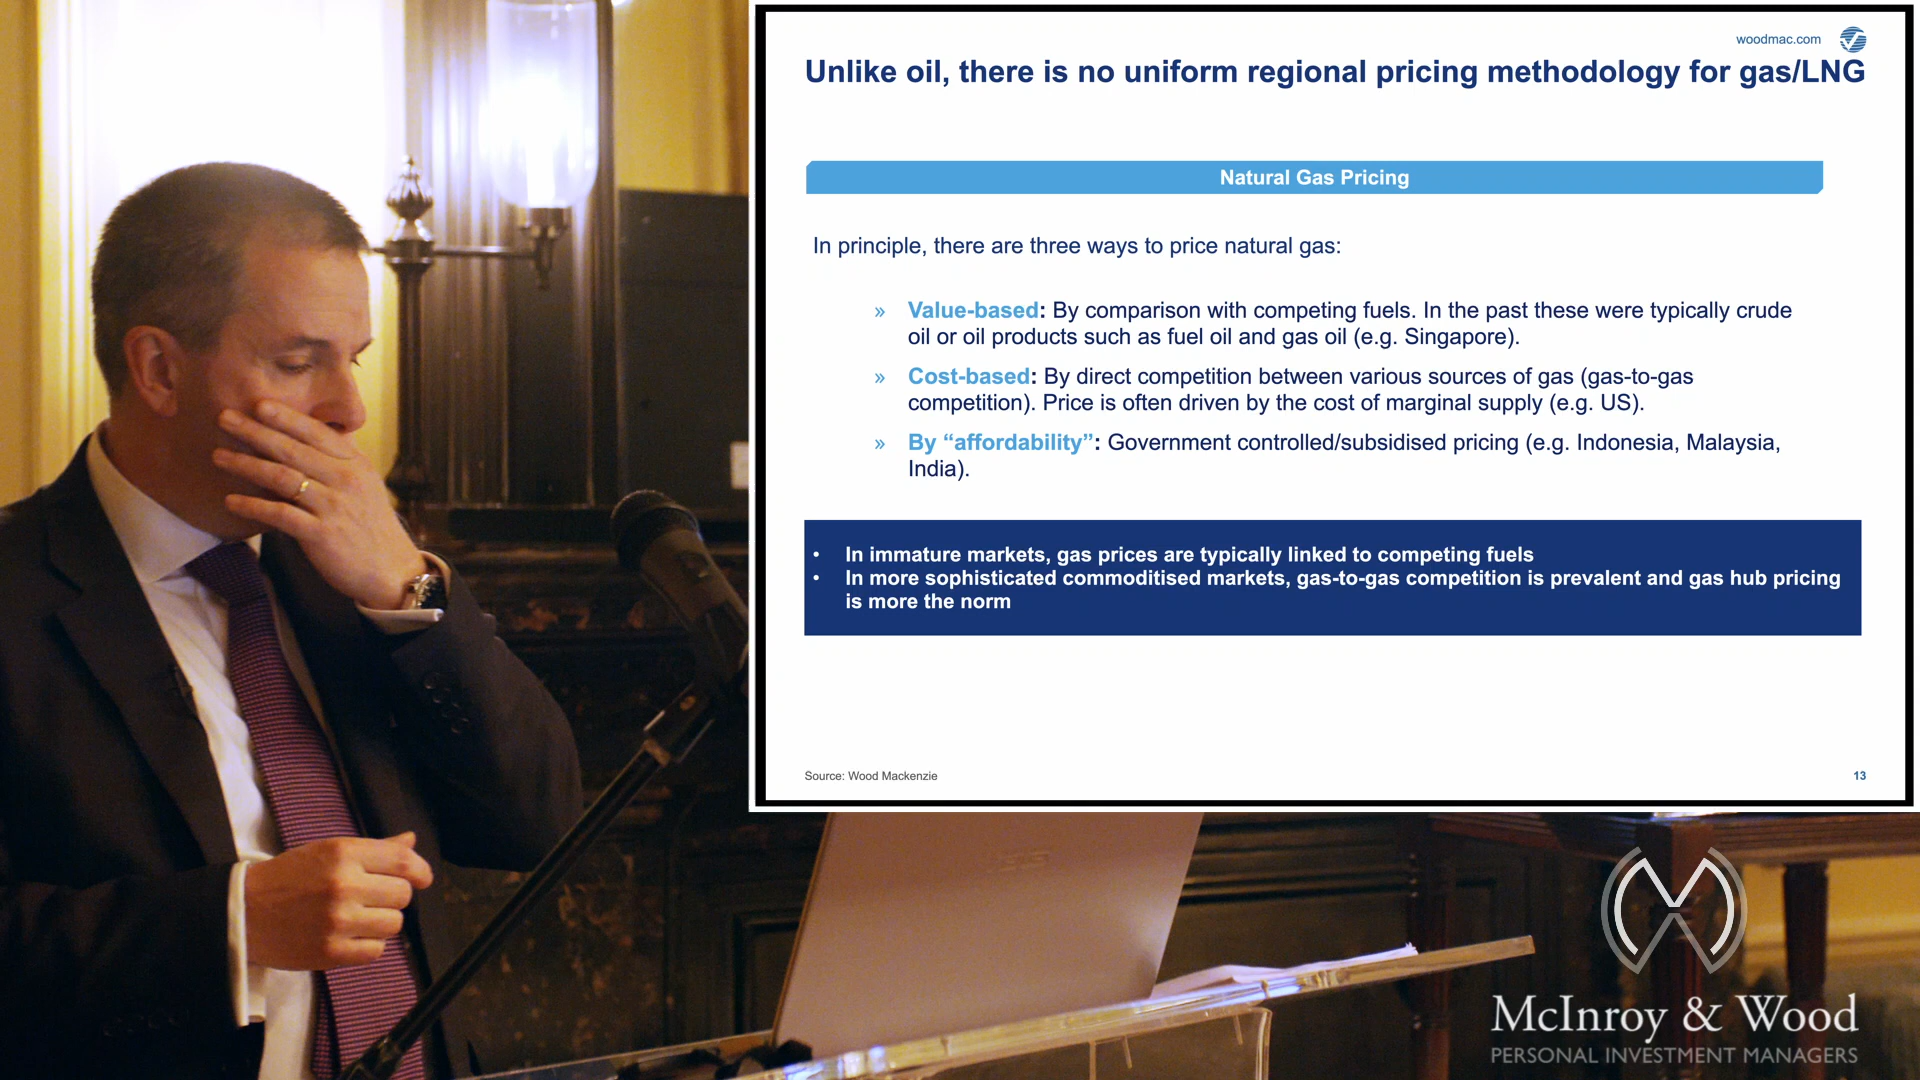 woodmac.com
Unlike oil, there is no uniform regional pricing methodology for gas/LNG
Natural Gas Pricing
In principle, there are three ways to price natural gas:
» Value-based: By comparison with competing fuels. In the past these were typically crude
oil or oil products such as fuel oil and gas oil (e.g. Singapore).
» Cost-based: By direct competition between various sources of gas (gas-to-gas
competition). Price is often driven by the cost of marginal supply (e.g. US).
» By “affordability”: Government controlled/subsidised pricing (e.g. Indonesia, Malaysia,
India).
• In immature markets, gas prices are typically linked to competing fuels
• In more sophisticated commoditised markets, gas-to-gas competition is prevalent and gas hub pricing
is more the norm
Source: Wood Mackenzie
13
McInroy & Wood
PERSONAL INVESTMENT MANAGERS